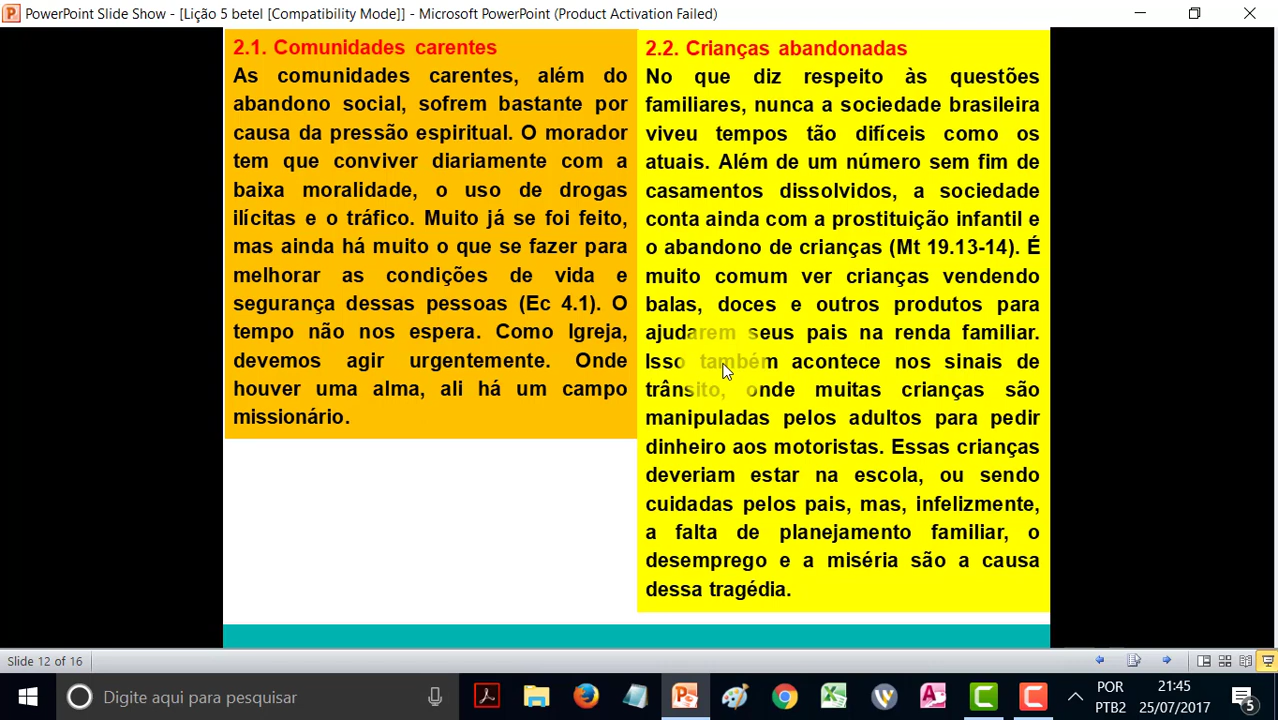 PowerPoint Slide Show - [Lição 5 betel [Compatibility Mode]] - Microsoft PowerPoint (Product Activation Failed)
2.1. Comunidades carentes
As comunidades carentes, além do
abandono social, sofrem bastante por
causa da pressão espiritual. O morador
tem que conviver diariamente com a
baixa moralidade, o uso de drogas
ilícitas e o tráfico. Muito já se foi feito,
mas ainda há muito o que se fazer para
melhorar as condições de vida e
segurança dessas pessoas (Ec 4.1). O
tempo não nos espera. Como Igreja,
devemos agir urgentemente. Onde
houver uma alma, ali há um campo
missionário.
2.2. Crianças abandonadas
No que diz respeito às questões
familiares, nunca a sociedade brasileira
viveu tempos tão difíceis como os
atuais. Além de um número sem fim de
casamentos dissolvidos, a sociedade
conta ainda com a prostituição infantil e
o abandono de crianças (Mt 19.13-14). É
muito comum ver crianças vendendo
balas, doces e outros produtos para
ajudarem seus pais na renda familiar.
Isso também acontece nos sinais de
trânsito, onde muitas crianças são
manipuladas pelos adultos para pedir
dinheiro aos motoristas. Essas crianças
deveriam estar na escola, ou sendo
cuidadas pelos pais, mas, infelizmente,
a falta de planejamento familiar, o
desemprego e a miséria são a causa
dessa tragédia.
Slide 12 of 16
Digite aqui para pesquisar
POR
PTB2
21:45
25/07/2017
5